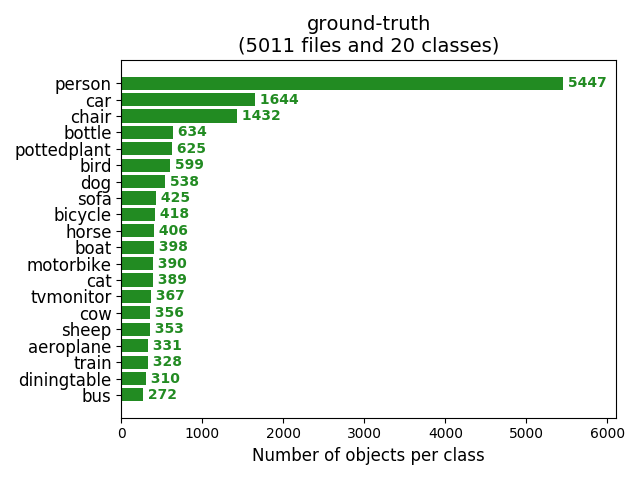 ground-truth
(5011 files and 20 classes)
person 5447
car 1644
chair 1432
bottle 634
pottedplant 625
bird 599
dog 538
sofa 425
bicycle 418
horse 406
boat 398
motorbike 390
cat 389
tvmonitor 367
cow 356
sheep 353
aeroplane 331
train 328
diningtable 310
bus 272
0 1000 2000 3000 4000 5000 6000
Number of objects per class